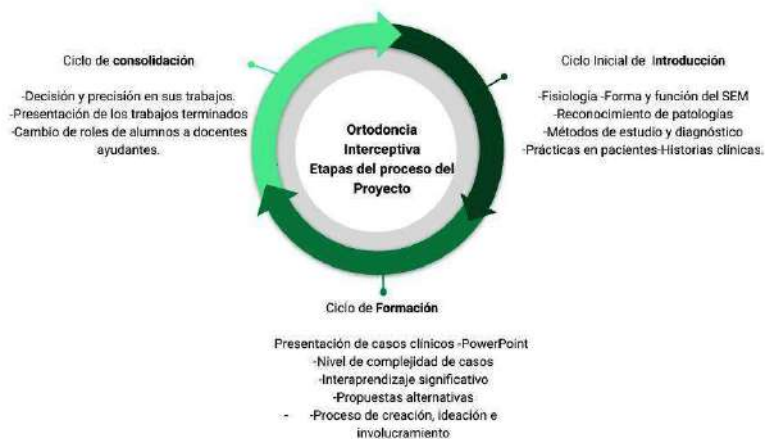 Ciclo de consolidación
-Decisión y precisión en sus trabajos.
-Presentación de los trabajos terminados
-Cambio de roles de alumnos a docentes
ayudantes.
Ortodoncia
Interceptiva
Etapas del proceso del
Proyecto
Ciclo Inicial de Introducción
-Fisiología -Forma y función del SEM
-Reconocimiento de patologías
-Métodos de estudio y diagnóstico
-Prácticas en pacientes-Historias clínicas.
Ciclo de Formación
Presentación de casos clínicos -PowerPoint
-Nivel de complejidad de casos
-Interaprendizaje significativo
-Propuestas alternativas
- -Proceso de creación, ideación e
involucramiento